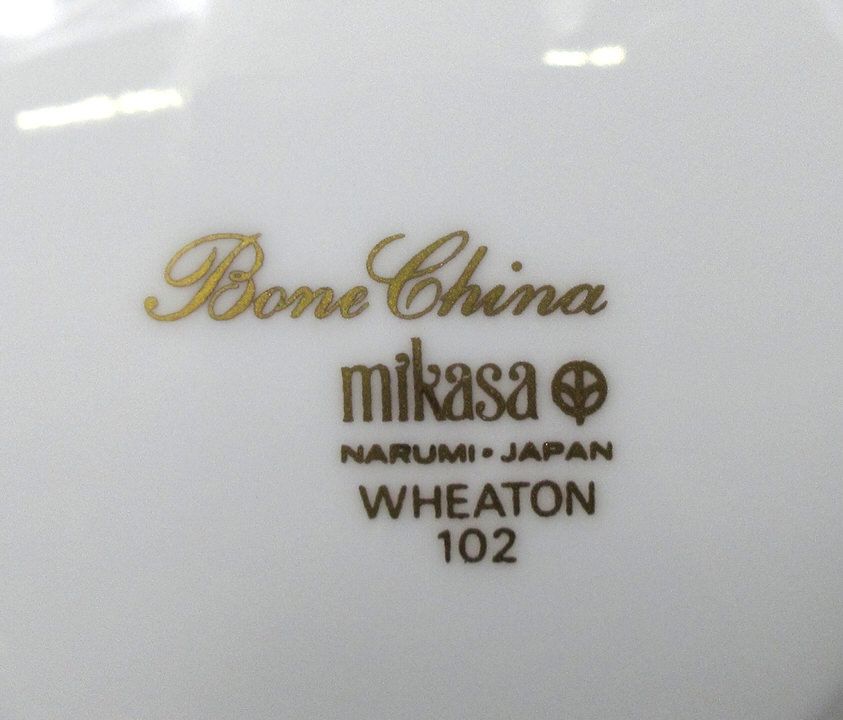 Bone China
mikasa
NARUMI • JAPAN
WHEATON
102